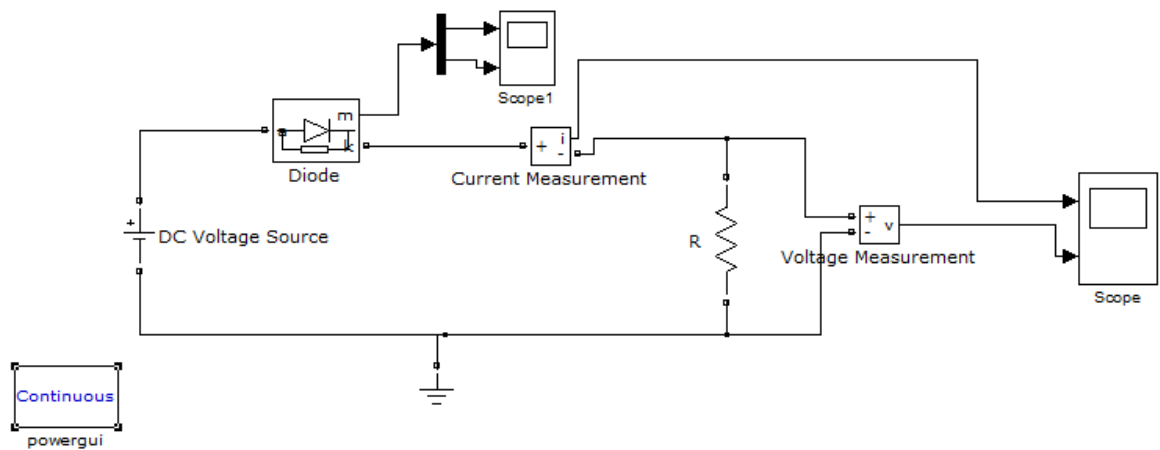 Scope1
m
k
Diode
+
i
-
Current Measurement
+
DC Voltage Source
R
+
-
v
Voltage Measurement
Scope
Continuous
powergui